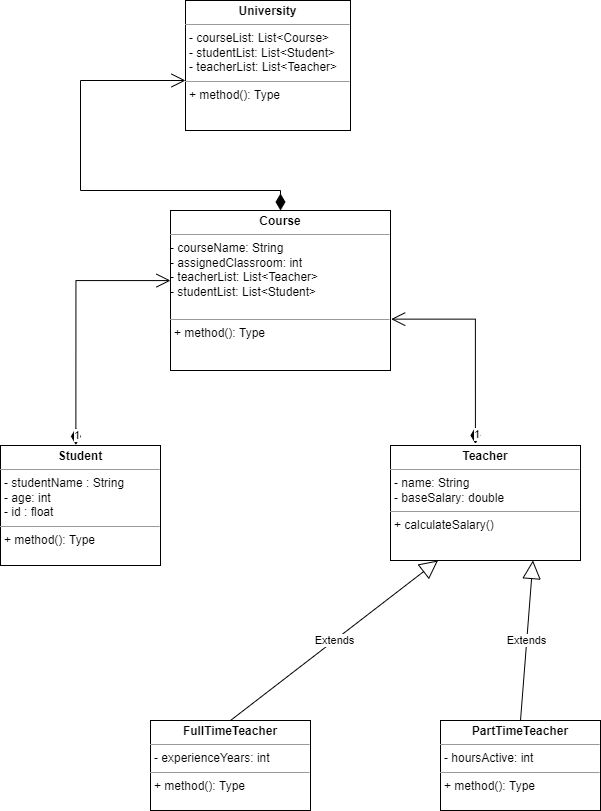 University
- courseList: List<Course>
- studentList: List<Student>
- teacherList: List<Teacher>
+ method(): Type
Course
- courseName: String
- assignedClassroom: int
- teacherList: List<Teacher>
- studentList: List<Student>
+ method(): Type
1
1
Student
- studentName : String
- age: int
- id : float
+ method(): Type
Teacher
- name: String
- baseSalary: double
+ calculateSalary()
Extends
Extends
FullTimeTeacher
- experienceYears: int
+ method(): Type
PartTimeTeacher
- hoursActive: int
+ method(): Type